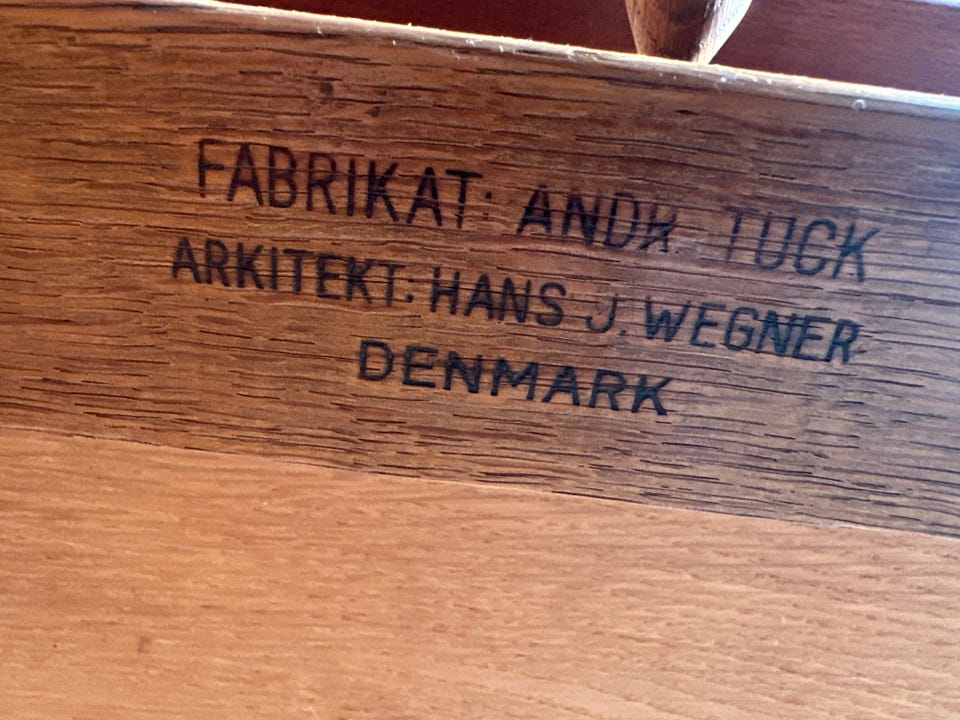 FABRIKAT: ANDR TUCK
ARKITEKT: HANS J. WEGNER
DENMARK